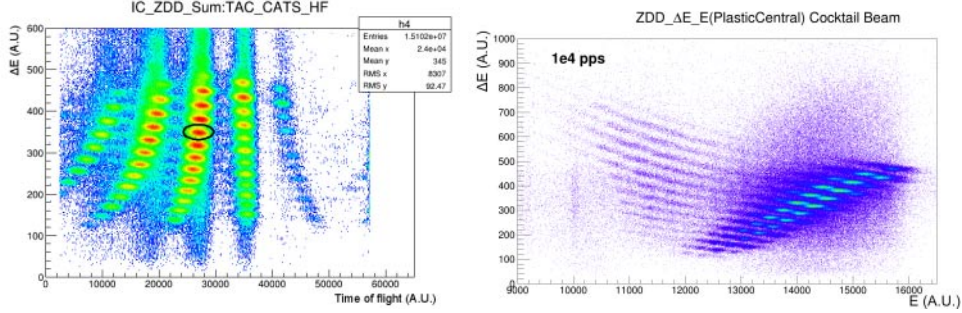 IC_ZDD_Sum:TAC_CATS_HF
h4
Entries 1.5102e+07
Mean x 2.4e+04
Mean y 345
RMS x 8307
RMS y 92.47
ΔE (A.U.)
600
500
400
300
200
100
0
0 10000 20000 30000 40000 50000 60000
Time of flight (A.U.)
ZDD_ΔE_E(PlasticCentral) Cocktail Beam
1e4 pps
ΔE (A.U.)
1000
900
800
700
600
500
400
300
200
100
0
9000 10000 11000 12000 13000 14000 15000 16000
E (A.U.)